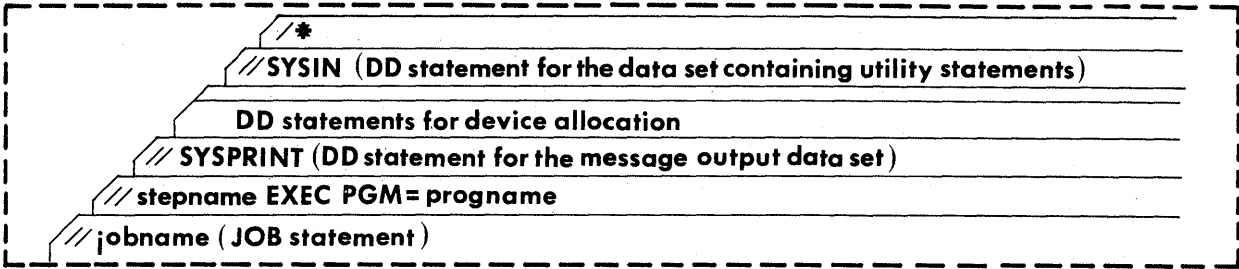 /*
//SYSIN (DD statement for the data set containing utility statements)
DD statements for device allocation
// SYSPRINT (DD statement for the message output data set)
// stepname EXEC PGM= progname
// jobname (JOB statement)